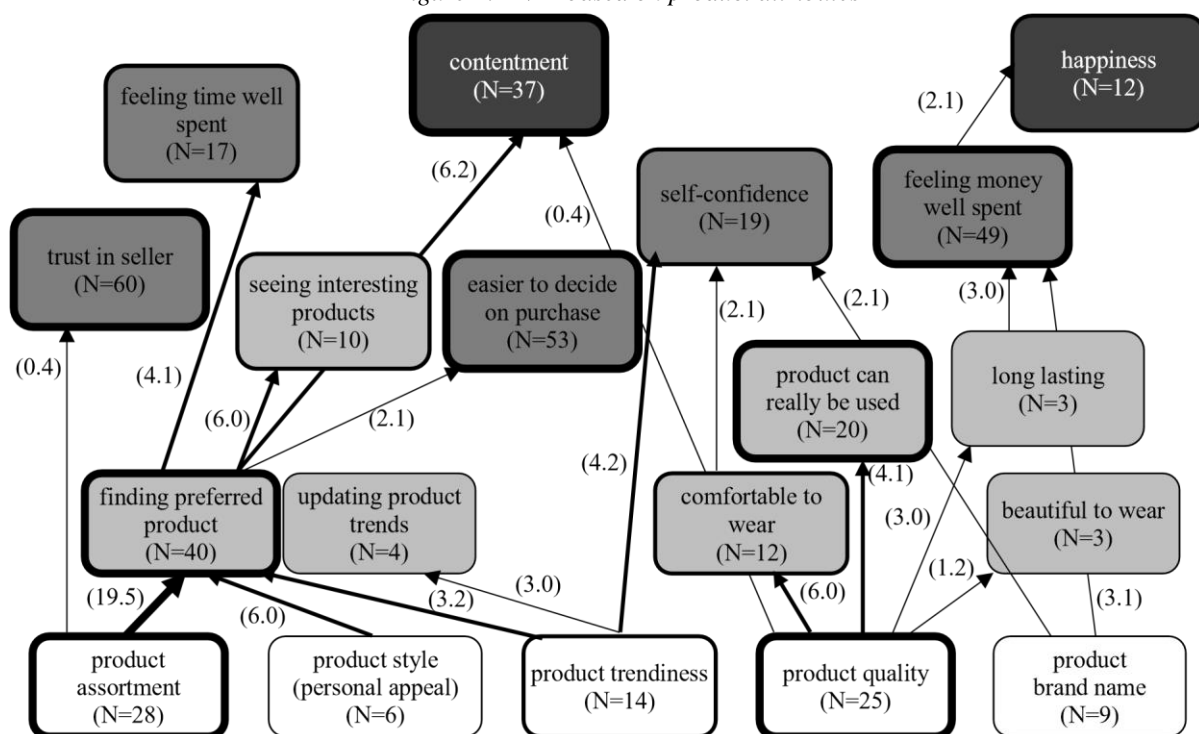 contentment
(N=37)
happiness
(N=12)
feeling time well
spent
(N=17)
(2.1)
(6.2)
self-confidence
(N=19)
feeling money
well spent
(N=49)
(0.4)
trust in seller
(N=60)
seeing interesting
products
(N=10)
easier to decide
on purchase
(N=53)
(3.0)
(2.1)
(2.1)
(0.4)
(4.1)
product can
really be used
(N=20)
long lasting
(N=3)
(6.0)
(2.1)
(4.2)
(4.1)
finding preferred
product
(N=40)
updating product
trends
(N=4)
comfortable to
wear
(N=12)
(3.0)
beautiful to wear
(N=3)
(19.5)
(6.0)
(3.2)
(3.0)
(6.0)
(1.2)
(3.1)
product
assortment
(N=28)
product style
(personal appeal)
(N=6)
product trendiness
(N=14)
product quality
(N=25)
product
brand name
(N=9)